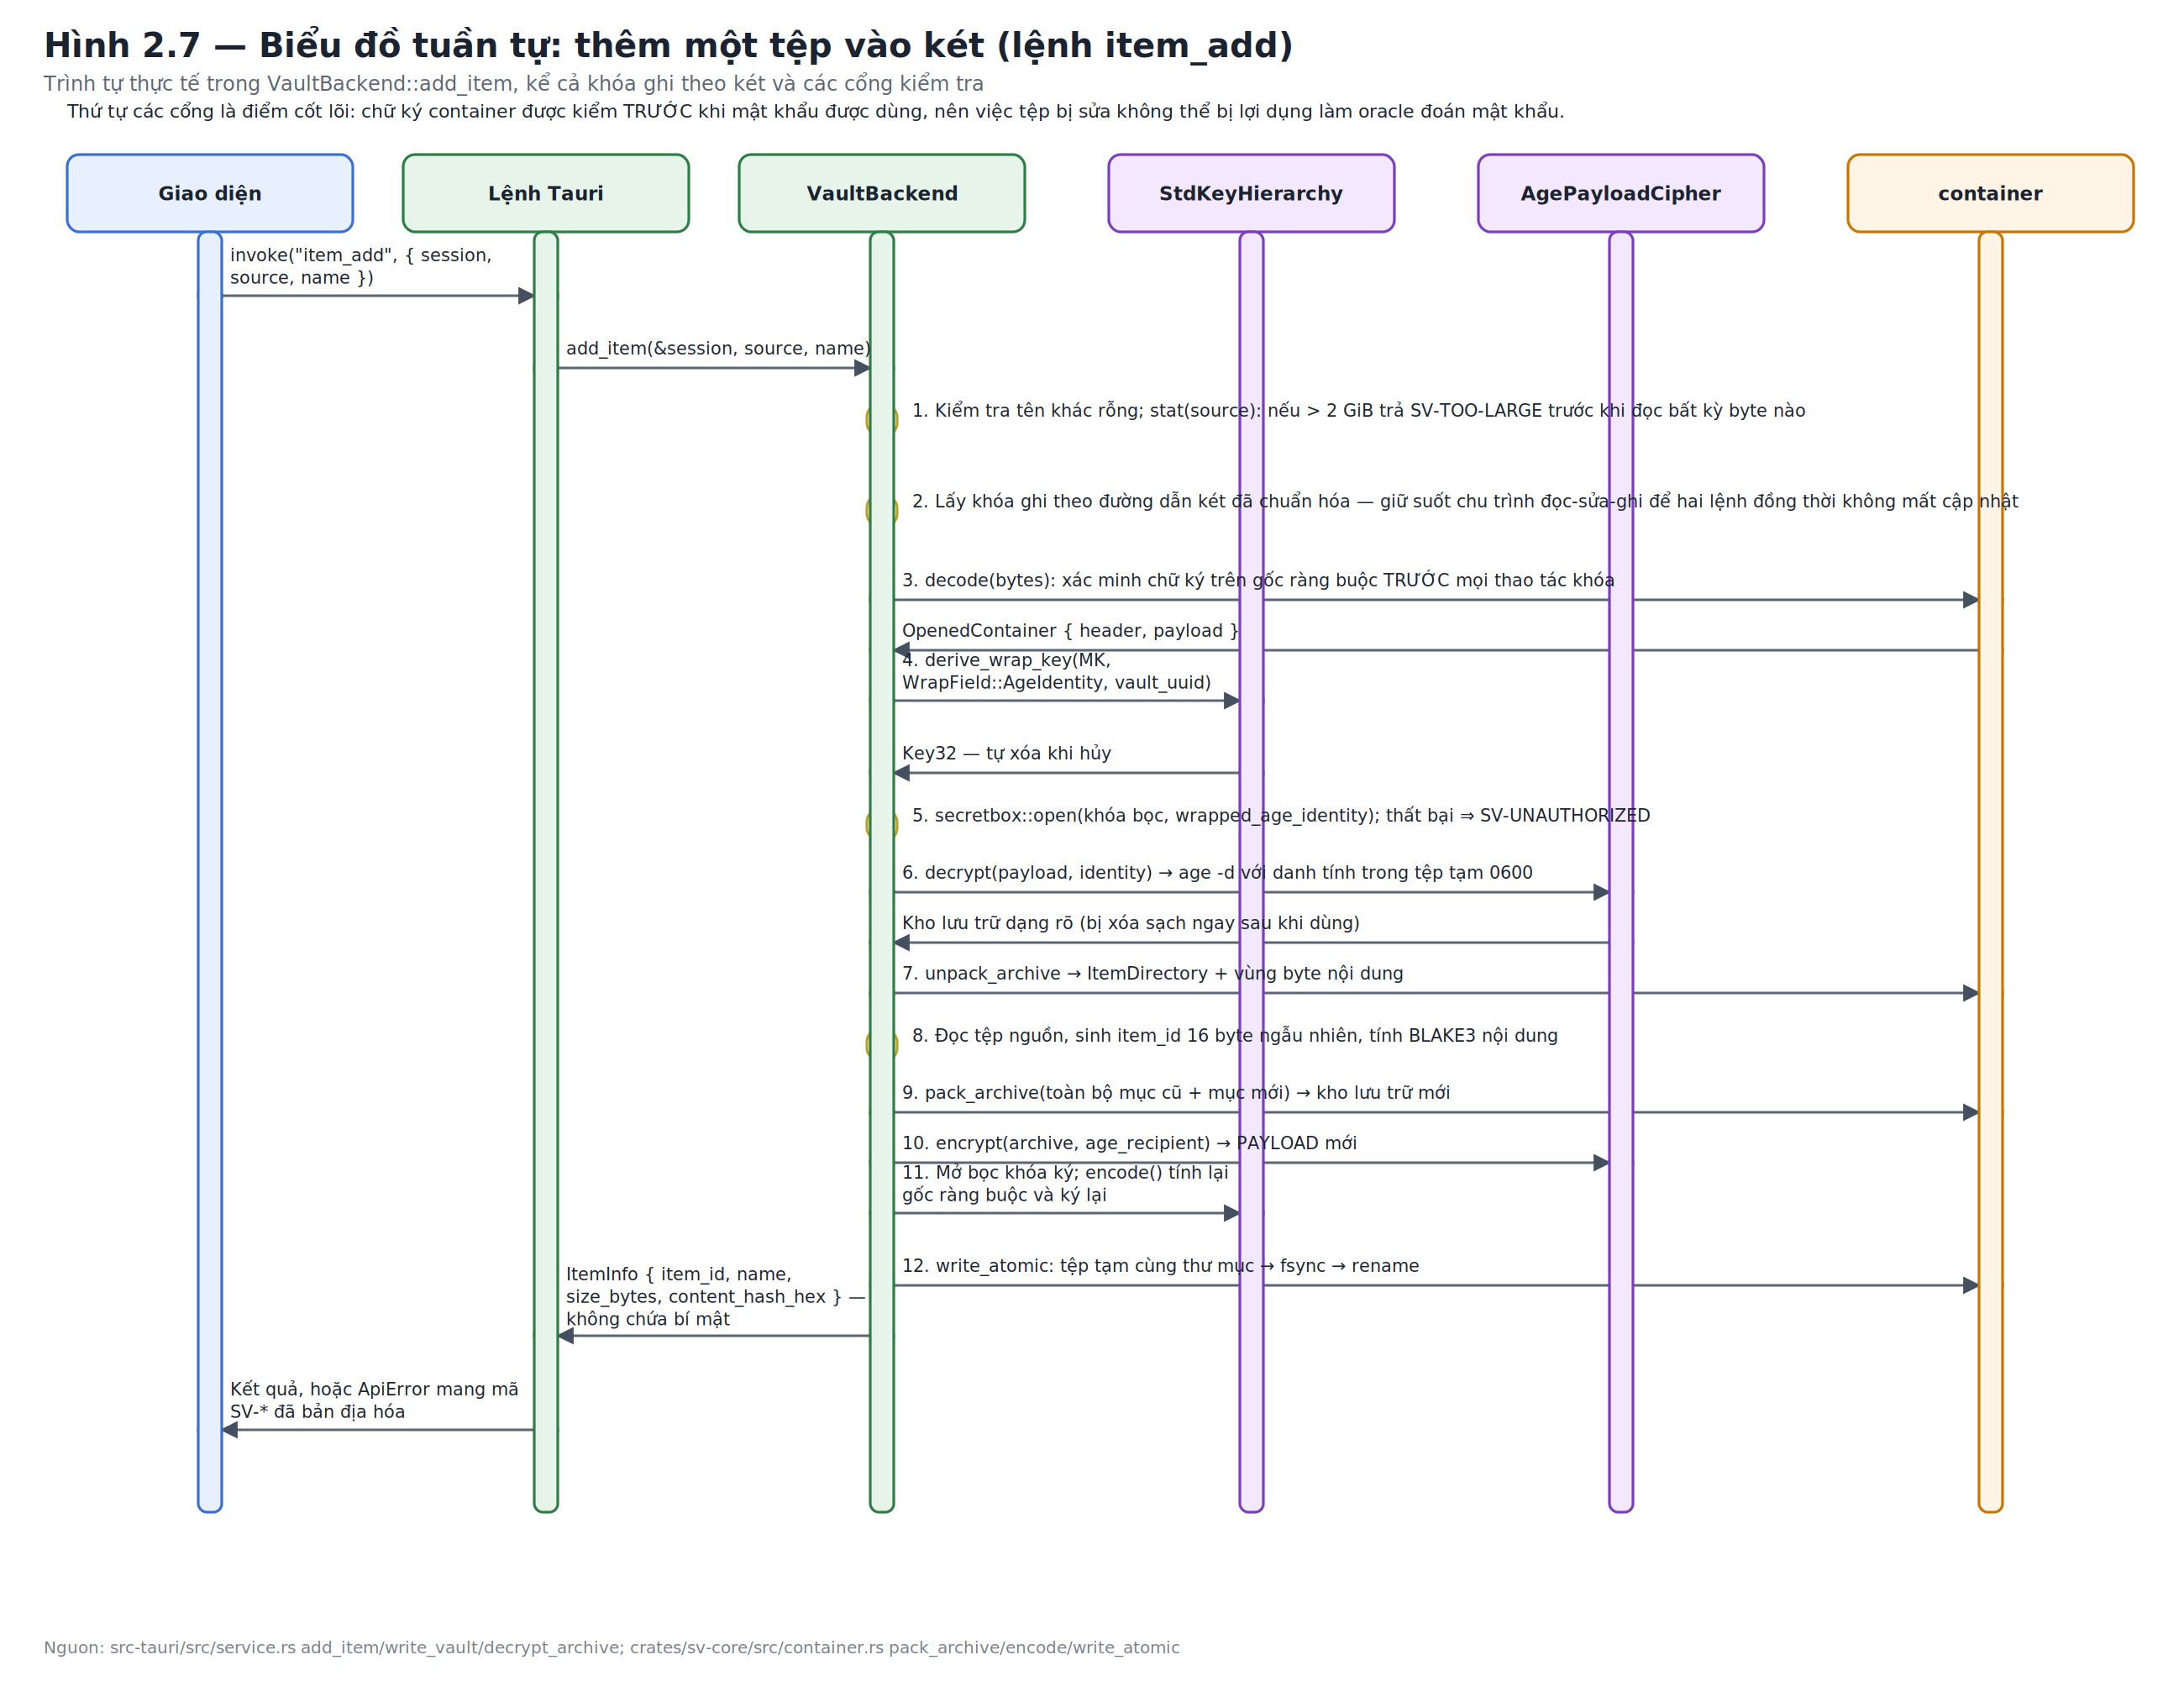 Hình 2.7 — Biểu đồ tuần tự: thêm một tệp vào két (lệnh item_add)
Trình tự thực tế trong VaultBackend::add_item, kể cả khóa ghi theo két và các cổng kiểm tra
Thứ tự các cổng là điểm cốt lõi: chữ ký container được kiểm TRƯỚC khi mật khẩu được dùng, nên việc tệp bị sửa không thể bị lợi dụng làm oracle đoán mật khẩu.
Giao diện
Lệnh Tauri
VaultBackend
StdKeyHierarchy
AgePayloadCipher
container
invoke("item_add", { session,
source, name })
add_item(&session, source, name)
1. Kiểm tra tên khác rỗng; stat(source): nếu > 2 GiB trả SV-TOO-LARGE trước khi đọc bất kỳ byte nào
2. Lấy khóa ghi theo đường dẫn két đã chuẩn hóa — giữ suốt chu trình đọc-sửa-ghi để hai lệnh đồng thời không mất cập nhật
3. decode(bytes): xác minh chữ ký trên gốc ràng buộc TRƯỚC mọi thao tác khóa
OpenedContainer { header, payload }
4. derive_wrap_key(MK,
WrapField::AgeIdentity, vault_uuid)
Key32 — tự xóa khi hủy
5. secretbox::open(khóa bọc, wrapped_age_identity); thất bại ⇒ SV-UNAUTHORIZED
6. decrypt(payload, identity) → age -d với danh tính trong tệp tạm 0600
Kho lưu trữ dạng rõ (bị xóa sạch ngay sau khi dùng)
7. unpack_archive → ItemDirectory + vùng byte nội dung
8. Đọc tệp nguồn, sinh item_id 16 byte ngẫu nhiên, tính BLAKE3 nội dung
9. pack_archive(toàn bộ mục cũ + mục mới) → kho lưu trữ mới
10. encrypt(archive, age_recipient) → PAYLOAD mới
11. Mở bọc khóa ký; encode() tính lại
gốc ràng buộc và ký lại
12. write_atomic: tệp tạm cùng thư mục → fsync → rename
ItemInfo { item_id, name,
size_bytes, content_hash_hex } —
không chứa bí mật
Kết quả, hoặc ApiError mang mã
SV-* đã bản địa hóa
Nguon: src-tauri/src/service.rs add_item/write_vault/decrypt_archive; crates/sv-core/src/container.rs pack_archive/encode/write_atomic